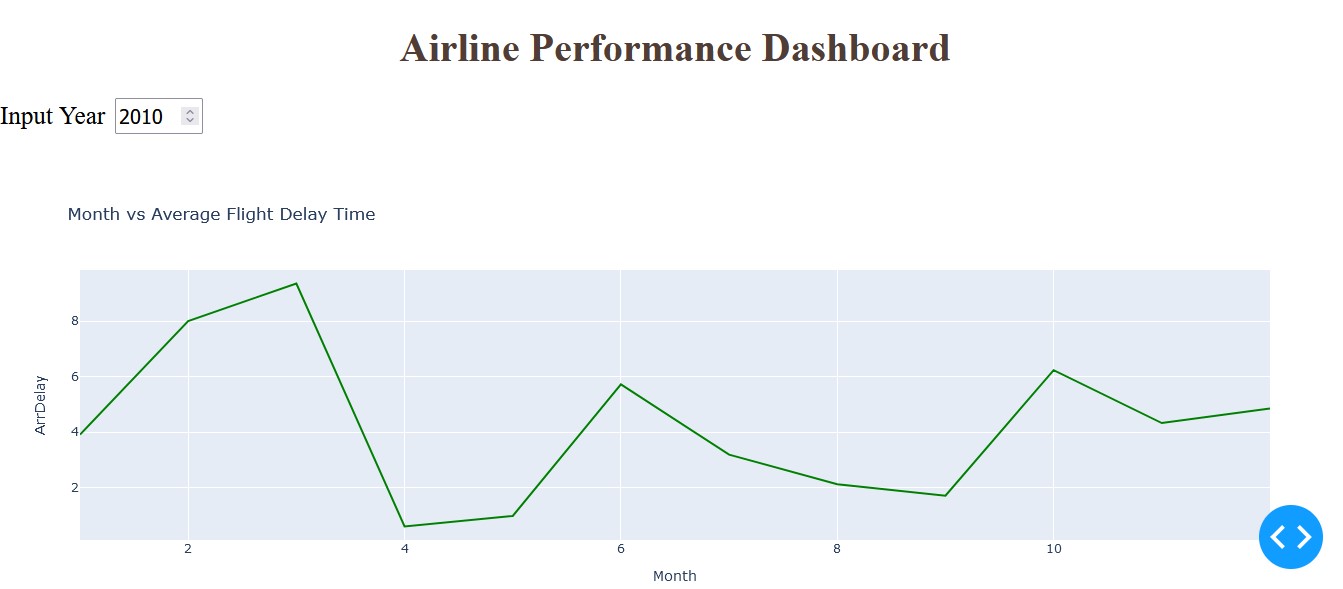 Airline Performance Dashboard
Input Year 2010
Month vs Average Flight Delay Time
8
6
4
2
ArrDelay
2 4 6 8 10
Month